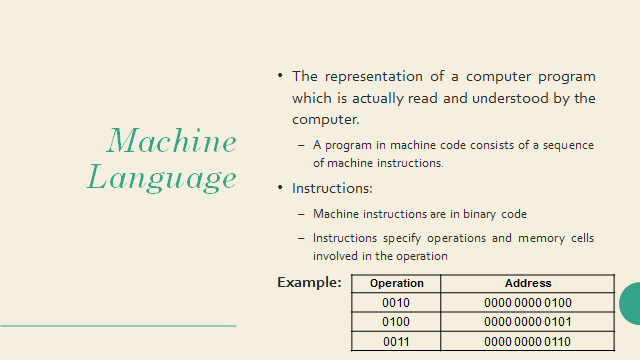 Machine
Language
• The representation of a computer program
which is actually read and understood by the
computer.
– A program in machine code consists of a sequence
of machine instructions.
• Instructions:
– Machine instructions are in binary code
– Instructions specify operations and memory cells
involved in the operation
Example:
Operation Address
0010 0000 0000 0100
0100 0000 0000 0101
0011 0000 0000 0110